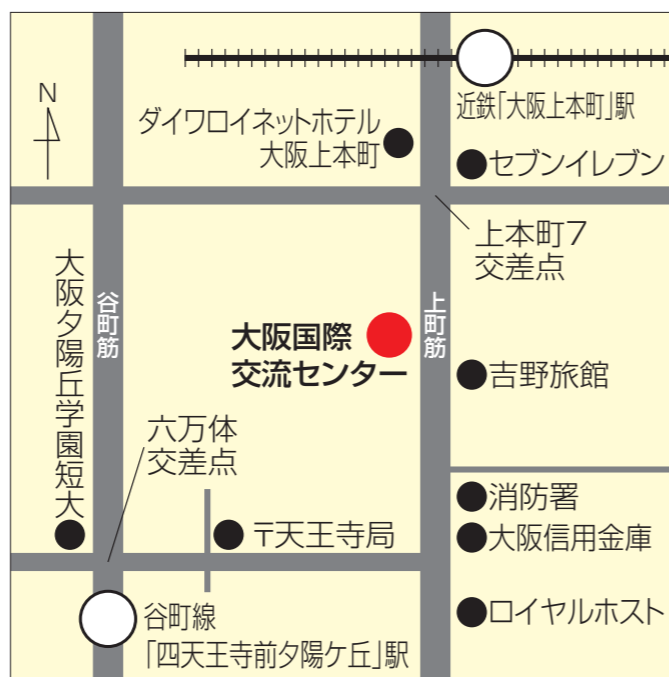 N
近鉄「大阪上本町」駅
ダイワロイネットホテル
大阪上本町
セブンイレブン
上本町7
交差点
大阪夕陽丘学園短大
谷町筋
上町筋
大阪国際
交流センター
吉野旅館
六万体
交差点
消防署
〒天王寺局
大阪信用金庫
谷町線
「四天王寺前夕陽ケ丘」駅
ロイヤルホスト